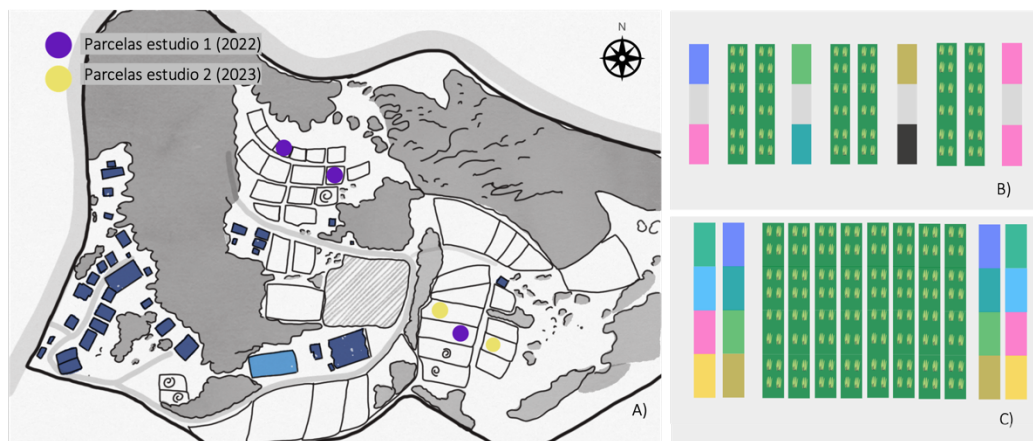 Parcelas estudio 1 (2022)
N
Parcelas estudio 2 (2023)
A)
B)
C)